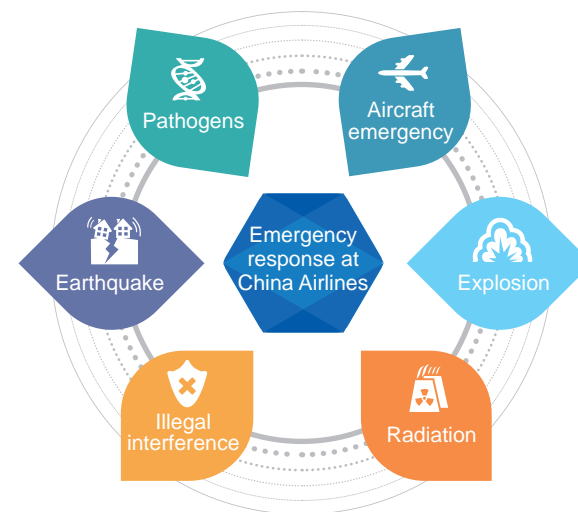 Pathogens
Aircraft
emergency
Earthquake
Emergency
response at
China Airlines
Explosion
Illegal
interference
Radiation